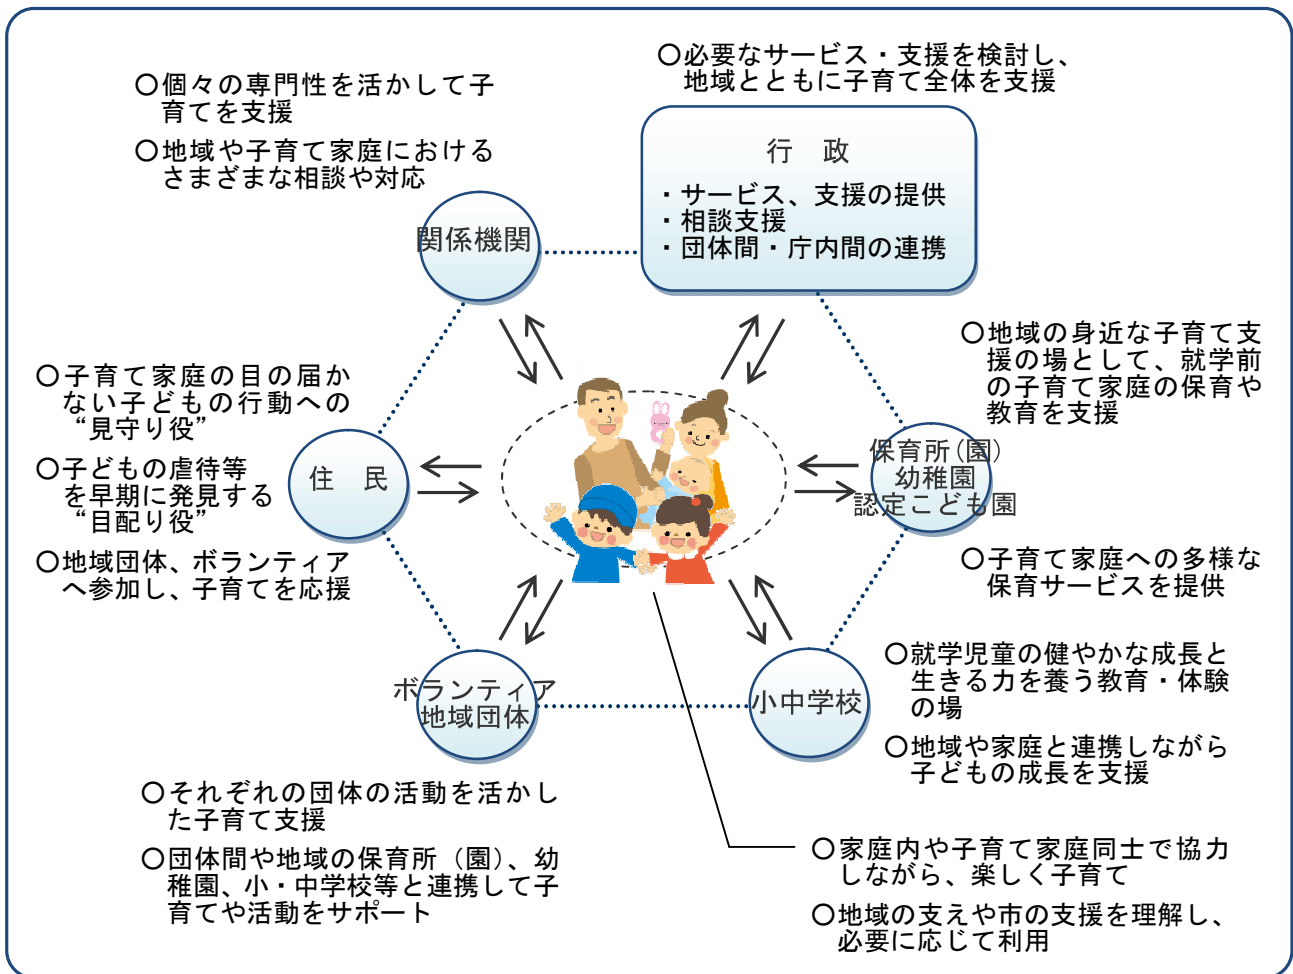 ○個々の専門性を活かして子
育てを支援
○地域や子育て家庭における
さまざまな相談や対応
関係機関
○必要なサービス・支援を検討し、
地域とともに子育て全体を支援
行　政
・サービス、支援の提供
・相談支援
・団体間・庁内間の連携
○地域の身近な子育て支
援の場として、就学前
の子育て家庭の保育や
教育を支援
保育所（園）
幼稚園
認定こども園
○子育て家庭への多様な
保育サービスを提供
○子育て家庭の目の届か
ない子どもの行動への
“見守り役”
○子どもの虐待等
を早期に発見する
“目配り役”
○地域団体、ボランティア
へ参加し、子育てを応援
住　民
ボランティア
地域団体
○それぞれの団体の活動を活かし
た子育て支援
○団体間や地域の保育所（園）、幼
稚園、小・中学校等と連携して子
育てや活動をサポート
小中学校
○就学児童の健やかな成長と
生きる力を養う教育・体験
の場
○地域や家庭と連携しながら
子どもの成長を支援
○家庭内や子育て家庭同士で協力
しながら、楽しく子育て
○地域の支えや市の支援を理解し、
必要に応じて利用